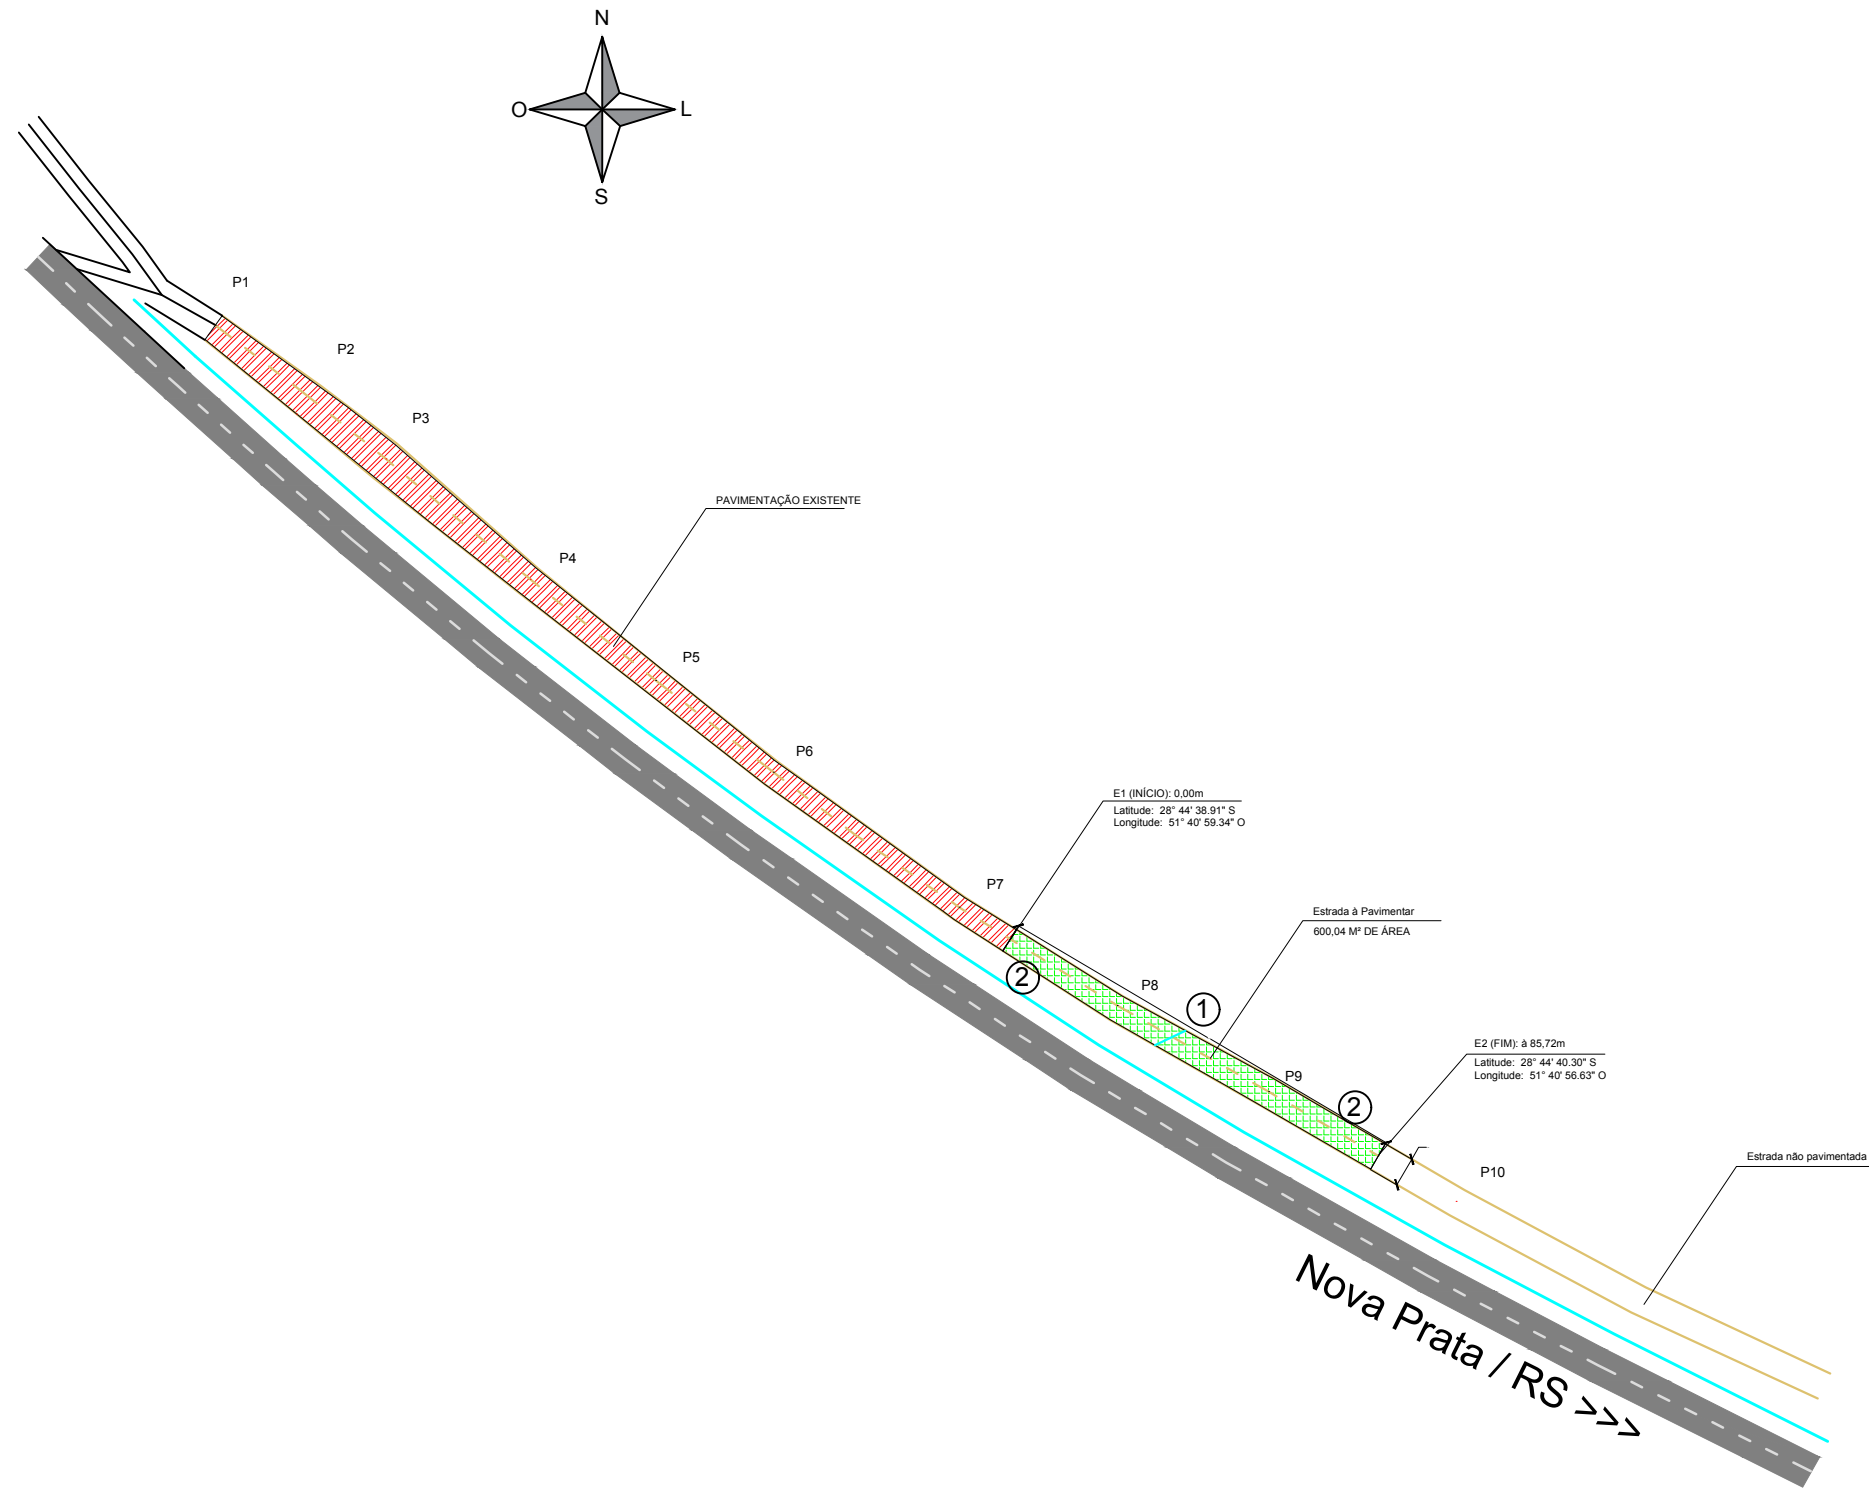 N
O
L
S
P1
P2
P3
PAVIMENTAÇÃO EXISTENTE
P4
P5
P6
E1 (INÍCIO): 0,00m
Latitude: 28° 44' 38.91" S
Longitude: 51° 40' 59.34" O
P7
Estrada à Pavimentar
600,04 M² DE ÁREA
2
P8
1
E2 (FIM): à 85,72m
Latitude: 28° 44' 40.30" S
Longitude: 51° 40' 56.63" O
P9
2
Estrada não pavimentada
P10
Nova Prata / RS >>>